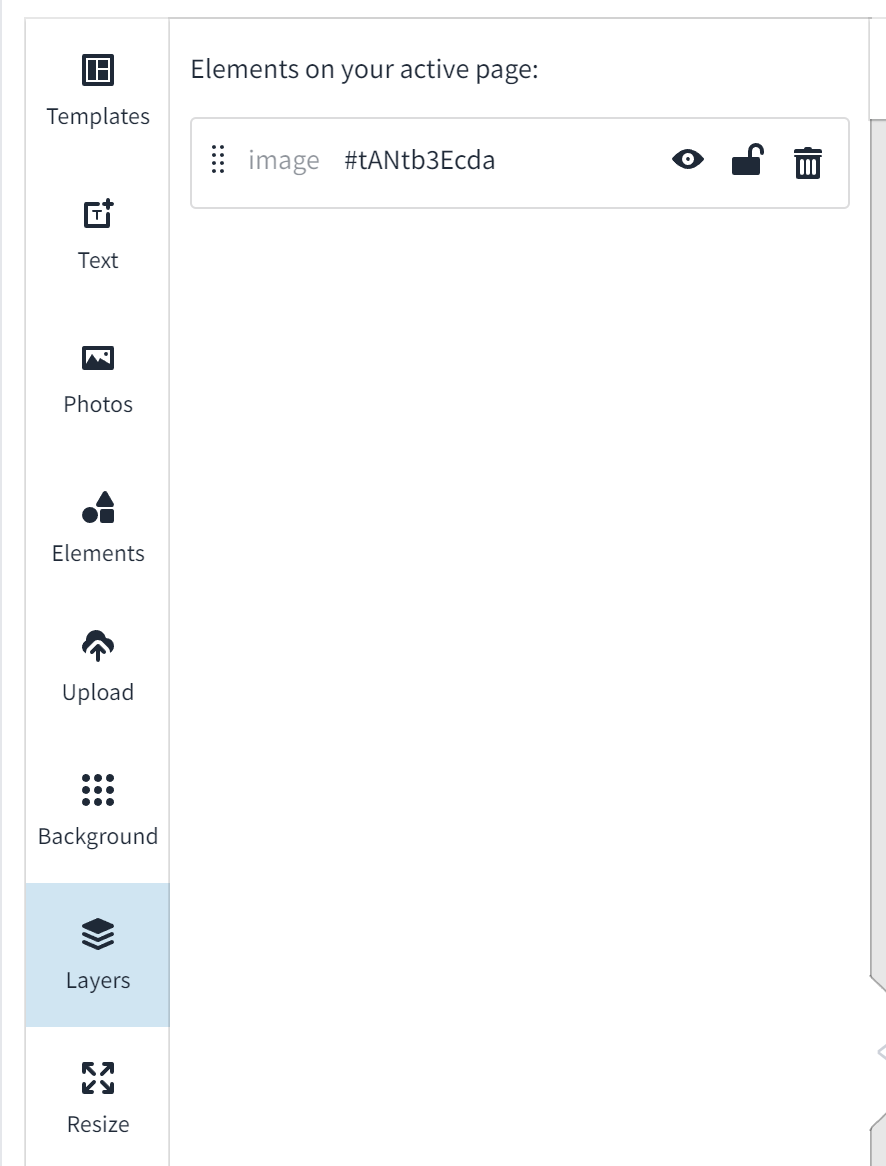 Templates
Text
Photos
Elements
Upload
Background
Layers
Resize
Elements on your active page:
image #tANtb3Ecda